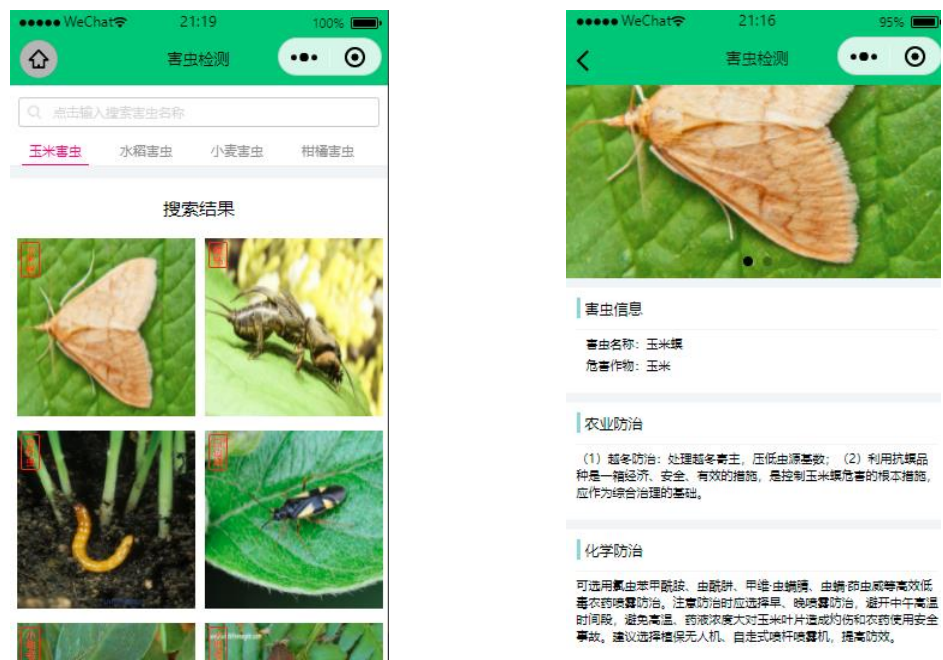 WeChat 21:19 100%
害虫检测
点击输入搜索害虫名称
玉米害虫 水稻害虫 小麦害虫 柑橘害虫
搜索结果
WeChat 21:16 95%
害虫检测
害虫信息
害虫名称：玉米螟
危害作物：玉米
农业防治
（1）越冬防治：处理越冬寄主，压低虫源基数；（2）利用抗螟品
种是一箱经济、安全、有效的措施，是控制玉米螟危害的根本措施，
应作为综合治理的基础。
化学防治
可选用氯虫苯甲酰胺、虫酰肼、甲维·虫螨腈、虫螨·茚虫威等高效低
毒农药喷雾防治。注意防治时应选择早、晚喷雾防治，避开中午高温
时间段，避免高温、药液浓度大对玉米叶片造成灼伤和农药使用安全
事故。建议选择植保无人机、自走式喷杆喷雾机，提高防效。